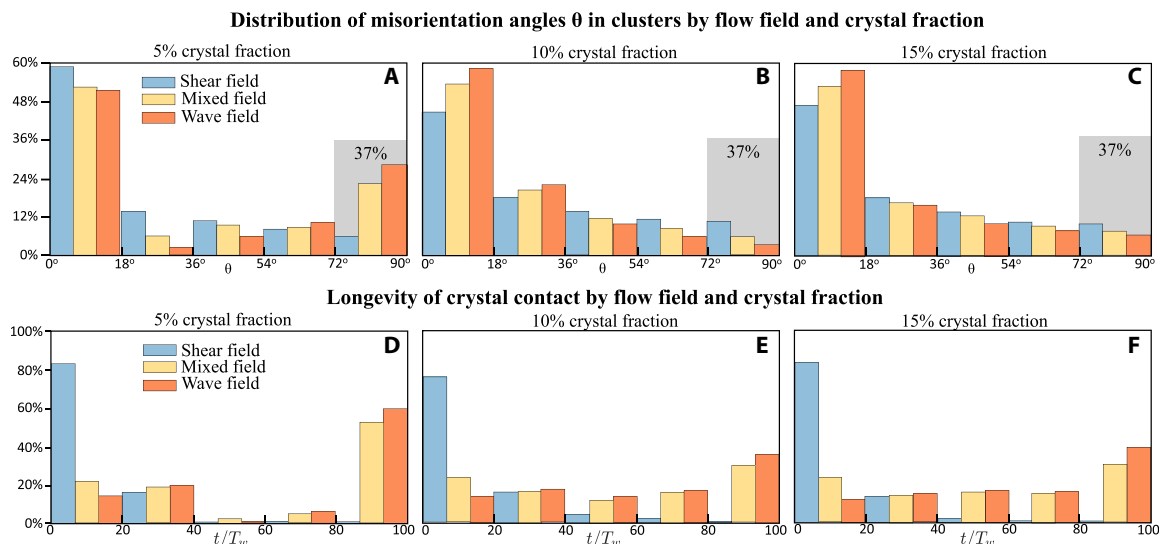 Distribution of misorientation angles θ in clusters by flow field and crystal fraction
5% crystal fraction
10% crystal fraction
15% crystal fraction
60%
48%
36%
24%
12%
0%
A
Shear field
Mixed field
Wave field
37%
0° 18° 36° 54° 72° 90°
θ
B
37%
0° 18° 36° 54° 72° 90°
θ
C
37%
0° 18° 36° 54° 72° 90°
θ
Longevity of crystal contact by flow field and crystal fraction
5% crystal fraction
10% crystal fraction
15% crystal fraction
100%
80%
60%
40%
20%
0%
D
Shear field
Mixed field
Wave field
0 20 40 60 80 100
t/T_w
E
0 20 40 60 80 100
t/T_w
F
0 20 40 60 80 100
t/T_w